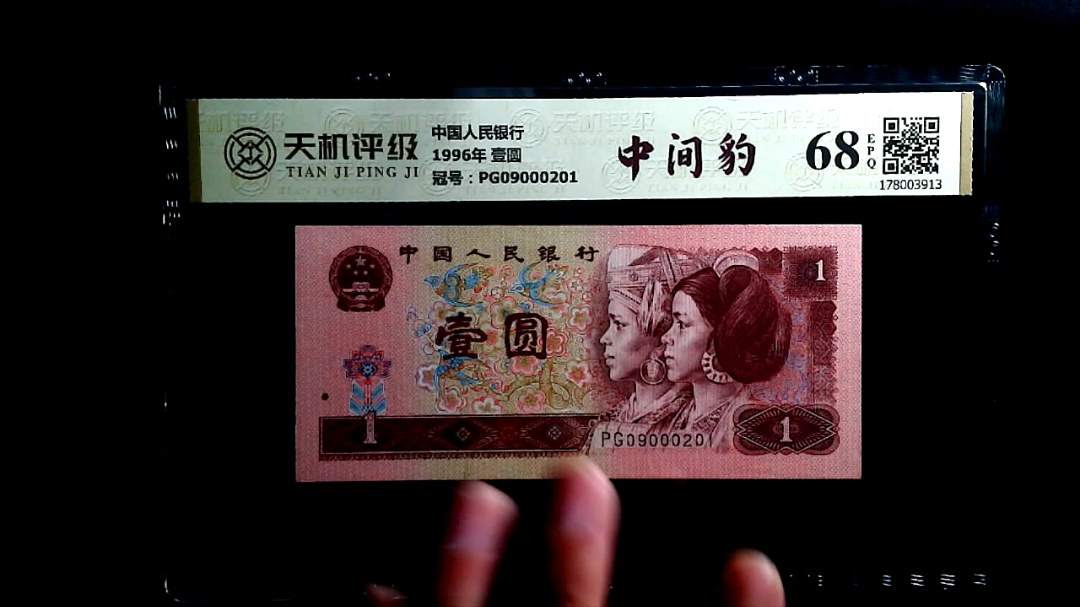 天机评级
TIAN JI PING JI
中国人民银行
1996年 壹圆
冠号：PG09000201
中间豹
68
EPQ
178003913
中国人民银行
1
壹圆
1
PG09000201
1